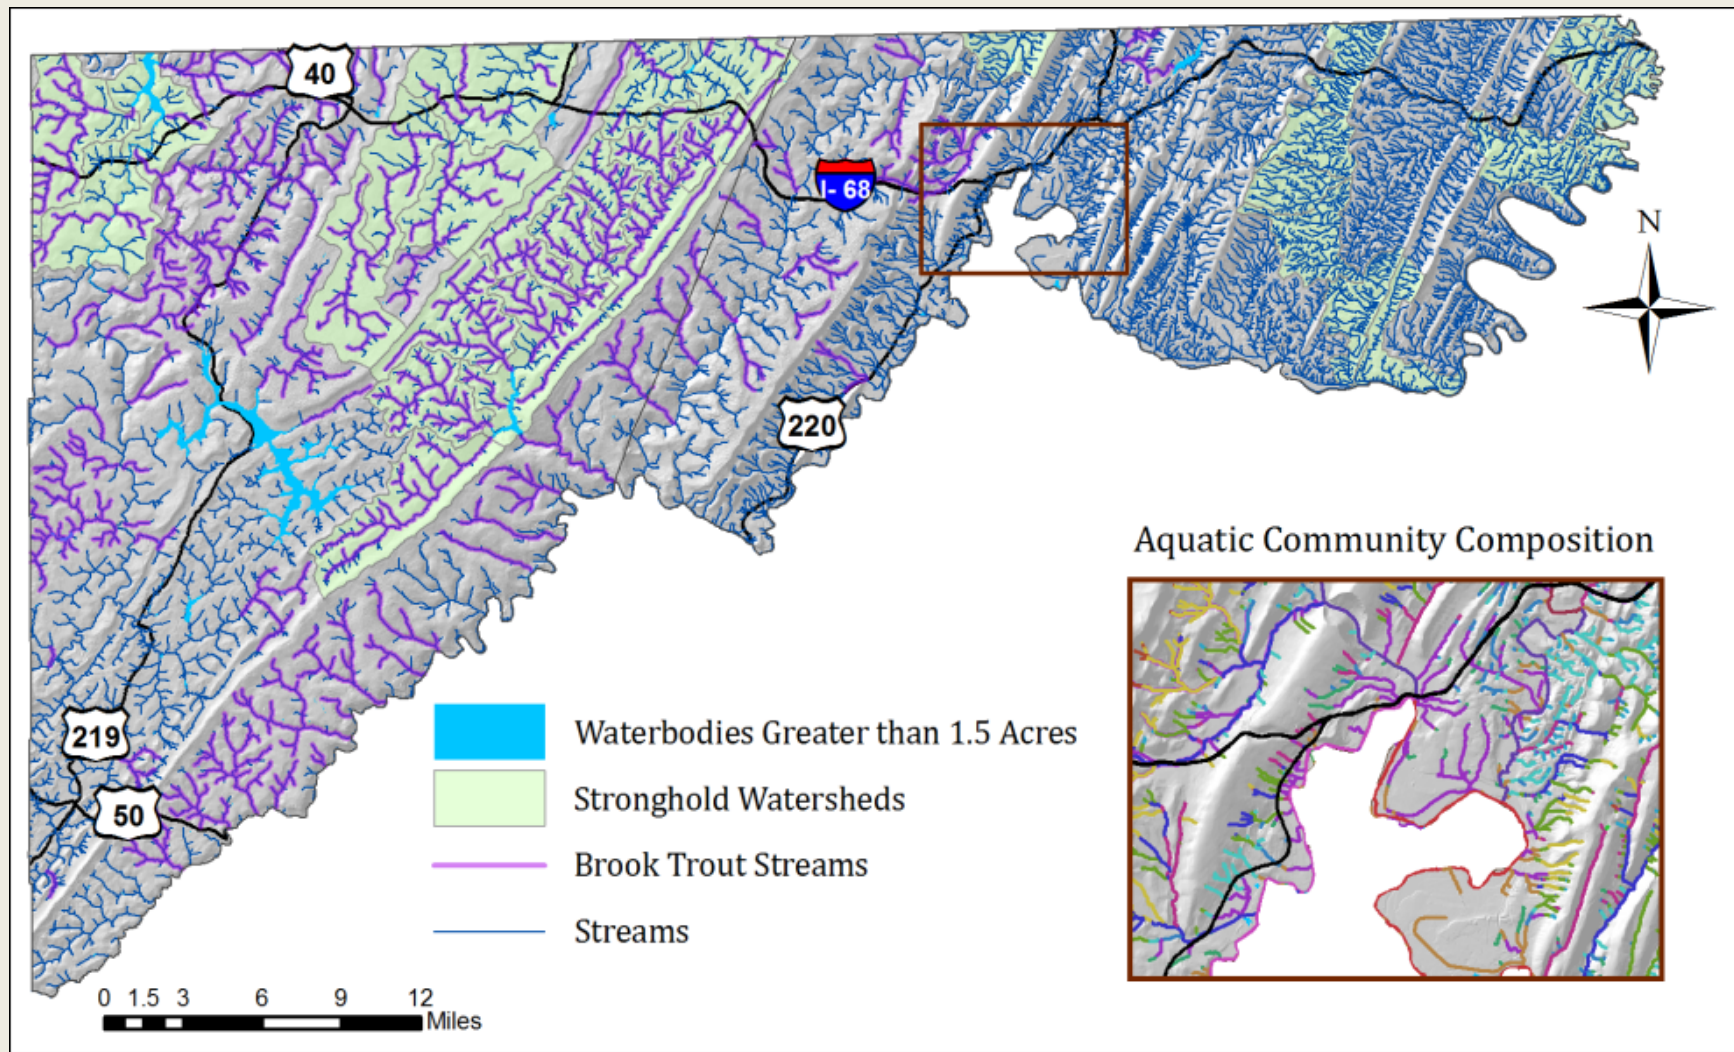 40
I- 68
N
220
Aquatic Community Composition
219
50
Waterbodies Greater than 1.5 Acres
Stronghold Watersheds
Brook Trout Streams
Streams
0 1.5 3 6 9 12
Miles